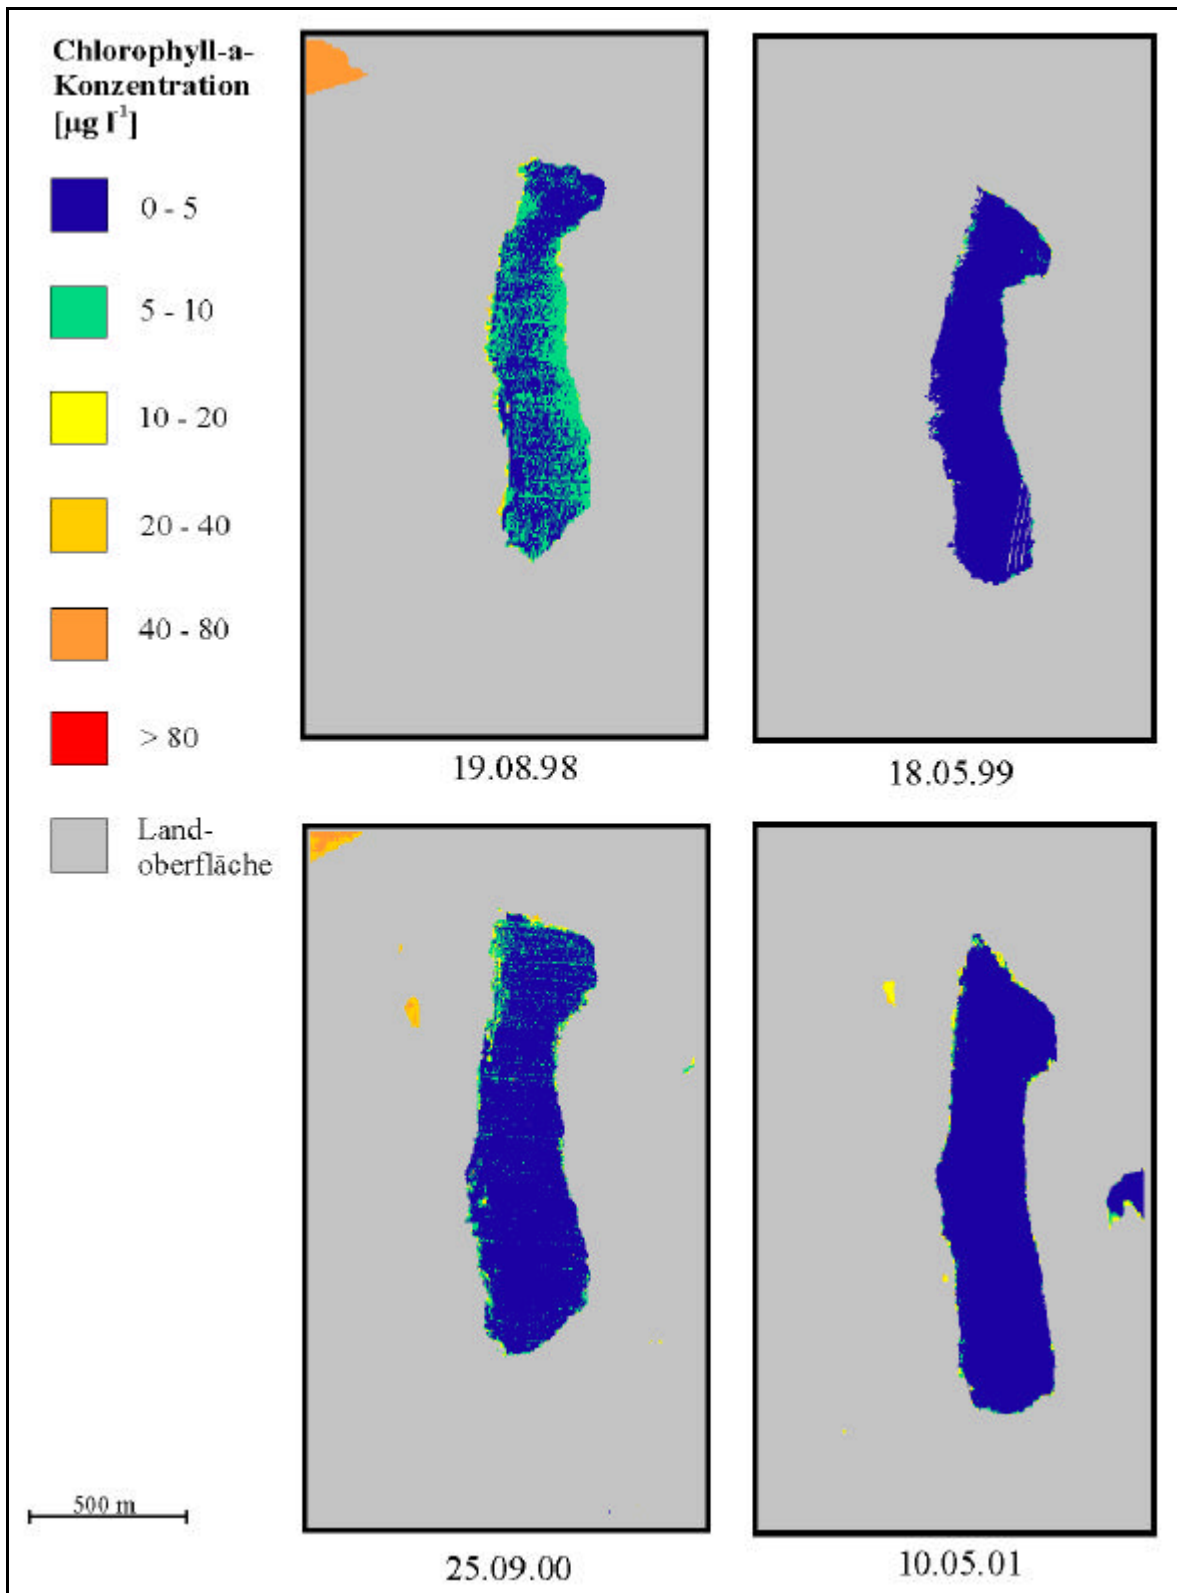 Chlorophyll-a-
Konzentration
[µg l⁻¹]
0 - 5
5 - 10
10 - 20
20 - 40
40 - 80
> 80
Land-
oberfläche
500 m
19.08.98
18.05.99
25.09.00
10.05.01